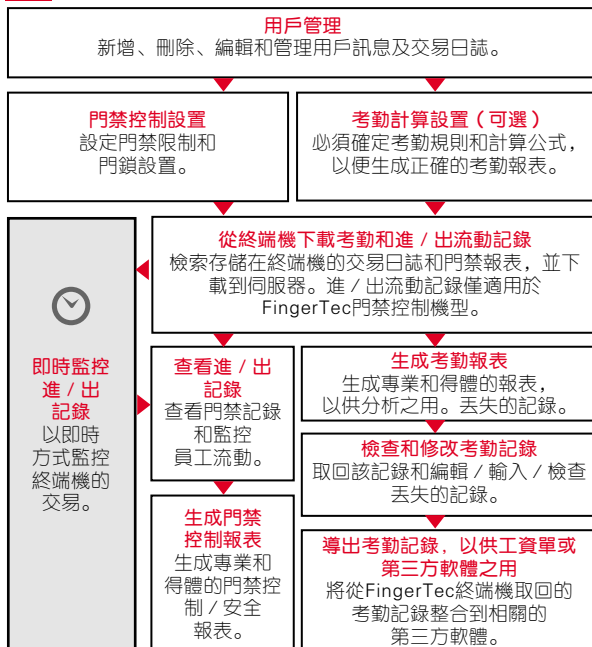 用戶管理
新增、刪除、編輯和管理用戶訊息及交易日誌。
門禁控制設置
設定門禁限制和
門鎖設置。
考勤計算設置（可選）
必須確定考勤規則和計算公式，
以便生成正確的考勤報表。
從終端機下載考勤和進 / 出流動記錄
檢索存儲在終端機的交易日誌和門禁報表，並下
載到伺服器。進 / 出流動記錄僅適用於
FingerTec門禁控制機型。
即時監控
進 / 出
記錄
以即時
方式監控
終端機的
交易。
查看進 / 出
記錄
查看門禁記錄
和監控
員工流動。
生成門禁
控制報表
生成專業和
得體的門禁控
制 / 安全
報表。
生成考勤報表
生成專業和得體的報表，
以供分析之用。丟失的記錄。
檢查和修改考勤記錄
取回該記錄和編輯 / 輸入 / 檢查
丟失的記錄。
導出考勤記錄，以供工資單或
第三方軟體之用
將從FingerTec終端機取回的
考勤記錄整合到相關的
第三方軟體。